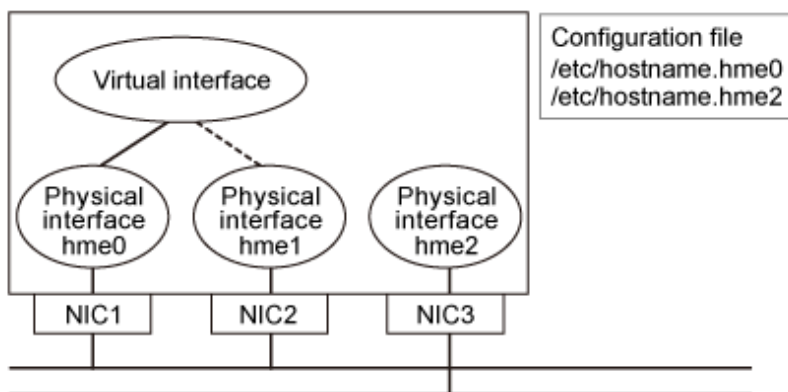 Configuration file
/etc/hostname.hme0
/etc/hostname.hme2
Virtual interface
Physical
interface
hme0
Physical
interface
hme1
Physical
interface
hme2
NIC1
NIC2
NIC3